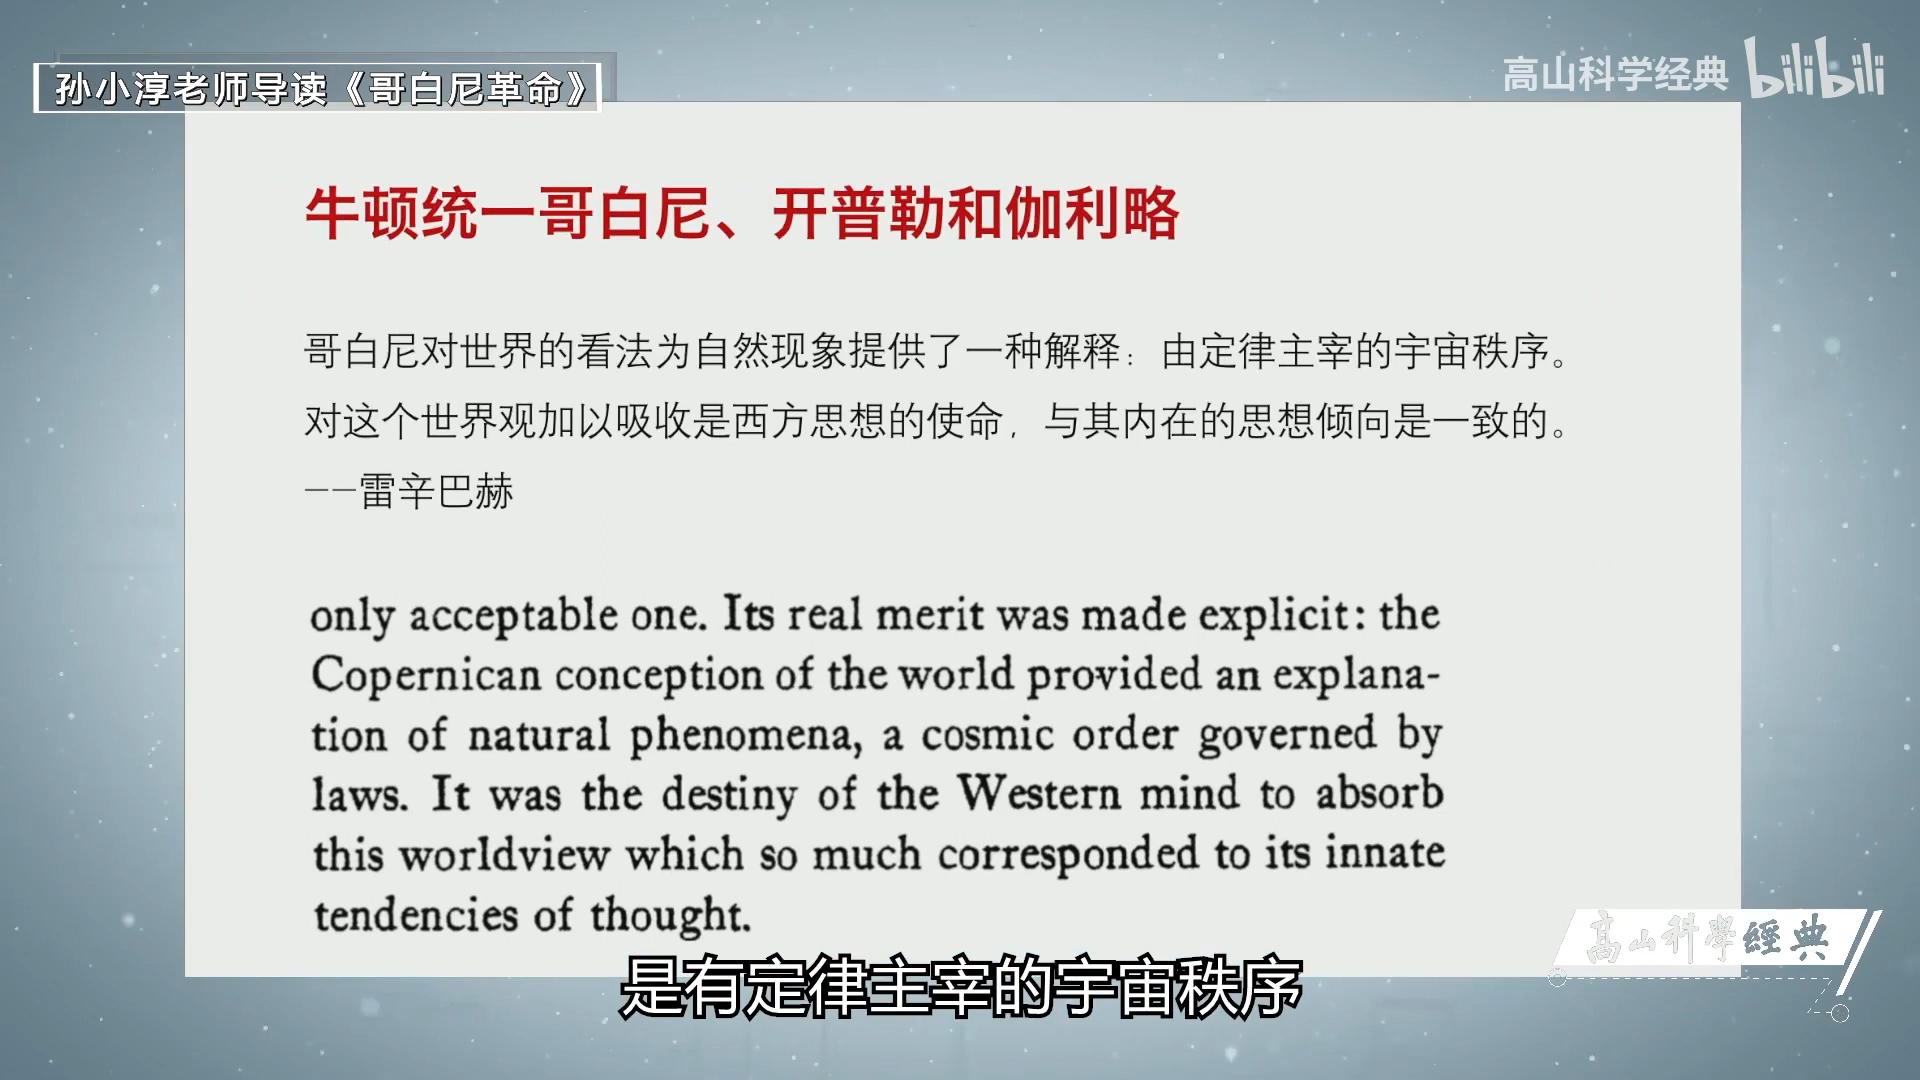 孙小淳老师导读《哥白尼革命》
高山科学经典 bilibili
牛顿统一哥白尼、开普勒和伽利略
哥白尼对世界的看法为自然现象提供了一种解释：由定律主宰的宇宙秩序。
对这个世界观加以吸收是西方思想的使命，与其内在的思想倾向是一致的。
——雷辛巴赫
only acceptable one. Its real merit was made explicit: the
Copernican conception of the world provided an explana-
tion of natural phenomena, a cosmic order governed by
laws. It was the destiny of the Western mind to absorb
this worldview which so much corresponded to its innate
tendencies of thought.
高山科學經典
是有定律主宰的宇宙秩序